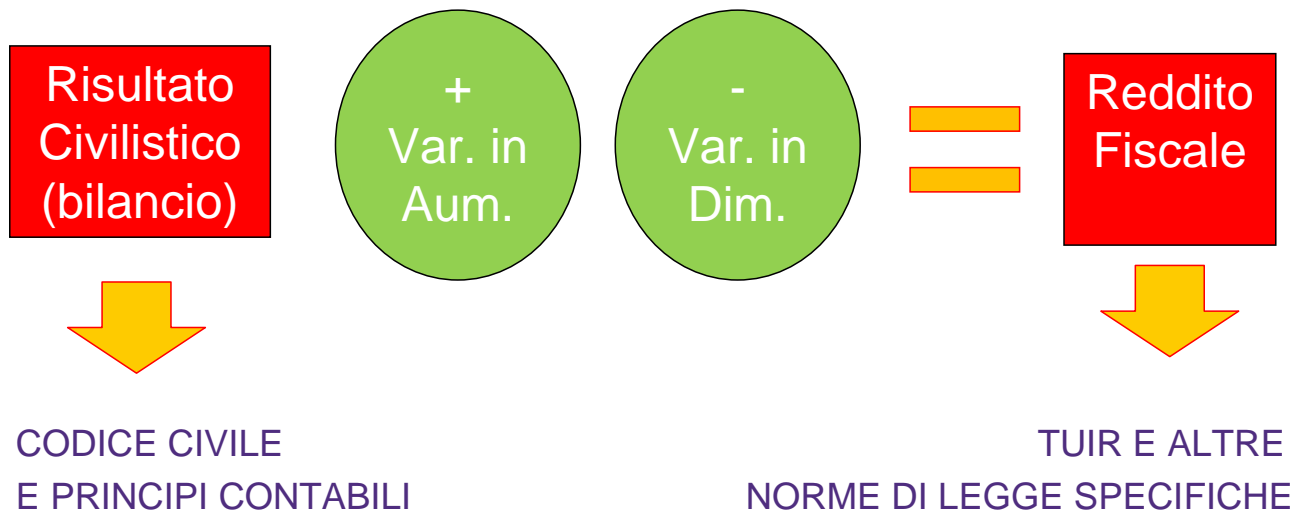 Risultato
Civilistico
(bilancio)
+
Var. in
Aum.
-
Var. in
Dim.
Reddito
Fiscale
CODICE CIVILE
E PRINCIPI CONTABILI
TUIR E ALTRE
NORME DI LEGGE SPECIFICHE